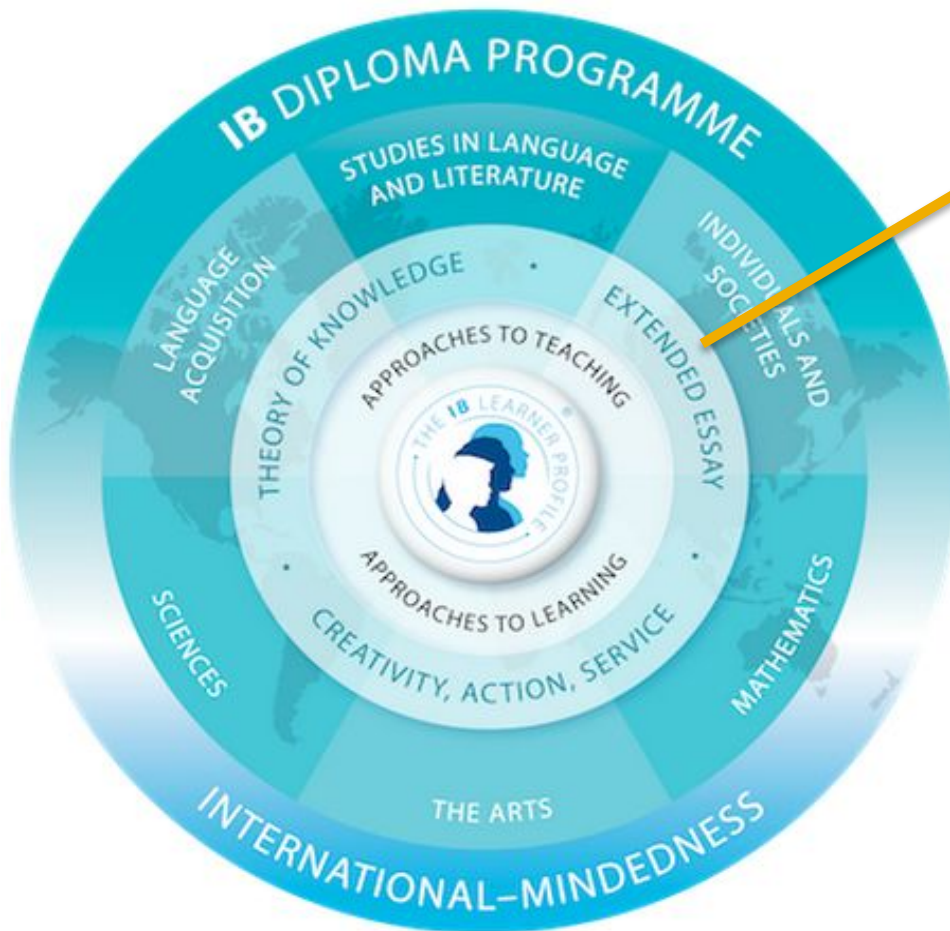 IB DIPLOMA PROGRAMME
STUDIES IN LANGUAGE
AND LITERATURE
LANGUAGE
ACQUISITION
INDIVIDUALS AND
SOCIETIES
THEORY OF KNOWLEDGE
EXTENDED ESSAY
APPROACHES TO TEACHING
THE IB LEARNER PROFILE
®
APPROACHES TO LEARNING
CREATIVITY, ACTION, SERVICE
SCIENCES
MATHEMATICS
THE ARTS
INTERNATIONAL–MINDEDNESS